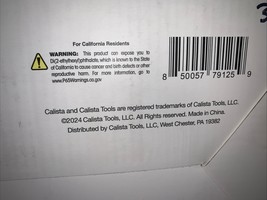 For California Residents
WARNING: This product can expose you to
Di(2-ethylhexyl)phthalate, which is known to the State
of California to cause cancer and birth defects or other
reproductive harm. For more information, go to
www.P65Warnings.ca.gov
8 50057 79125 9
Calista and Calista Tools are registered trademarks of Calista Tools, LLC.
©2024 Calista Tools, LLC. All Rights Reserved. Made in China.
Distributed by Calista Tools, LLC, West Chester, PA 19382